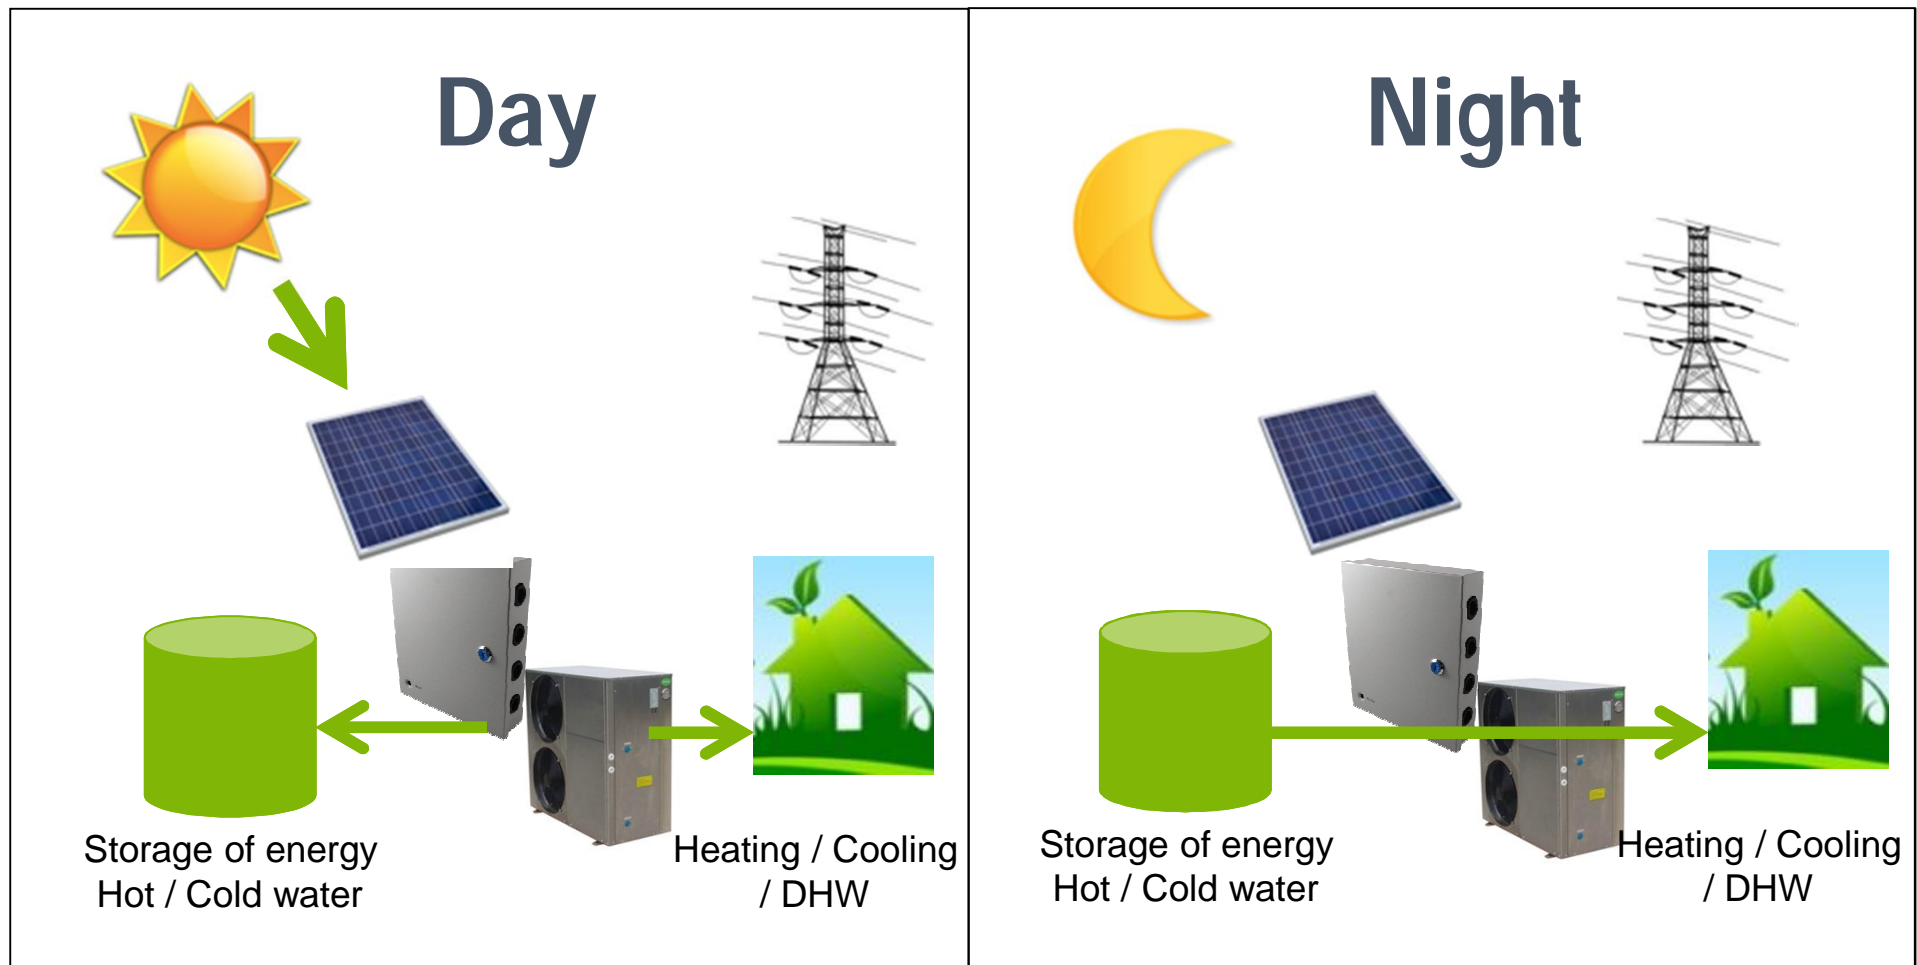 Day
Storage of energy
Hot / Cold water
Heating / Cooling
/ DHW
Night
Storage of energy
Hot / Cold water
Heating / Cooling
/ DHW